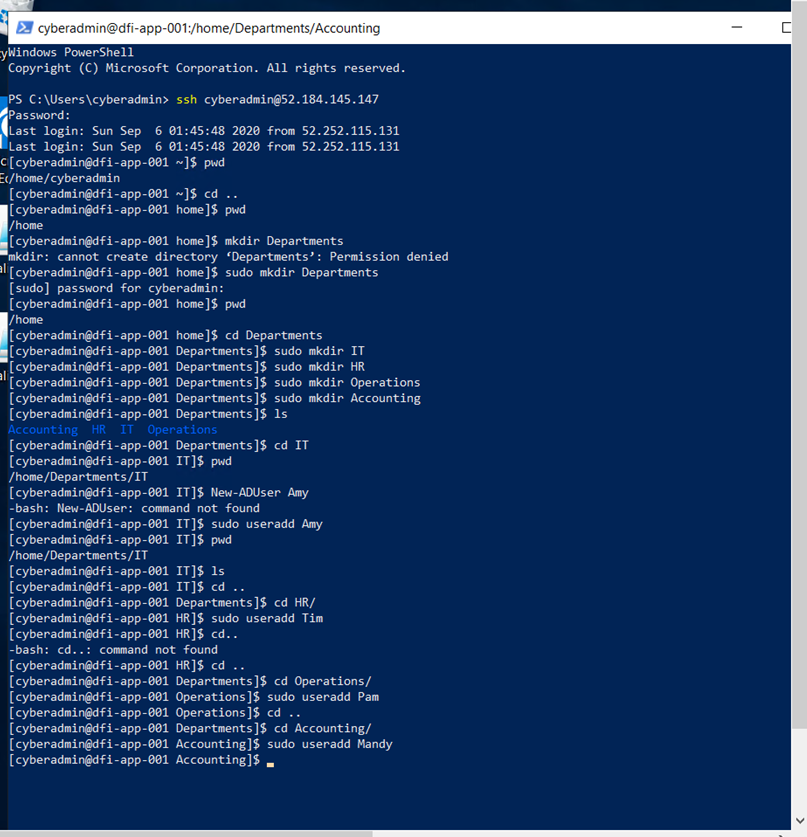 cyberadmin@dfi-app-001:/home/Departments/Accounting
Windows PowerShell
Copyright (C) Microsoft Corporation. All rights reserved.
PS C:\Users\cyberadmin> ssh cyberadmin@52.184.145.147
Password:
Last login: Sun Sep  6 01:45:48 2020 from 52.252.115.131
Last login: Sun Sep  6 01:45:48 2020 from 52.252.115.131
[cyberadmin@dfi-app-001 ~]$ pwd
/home/cyberadmin
[cyberadmin@dfi-app-001 ~]$ cd ..
[cyberadmin@dfi-app-001 home]$ pwd
/home
[cyberadmin@dfi-app-001 home]$ mkdir Departments
mkdir: cannot create directory ‘Departments’: Permission denied
[cyberadmin@dfi-app-001 home]$ sudo mkdir Departments
[sudo] password for cyberadmin:
[cyberadmin@dfi-app-001 home]$ pwd
/home
[cyberadmin@dfi-app-001 home]$ cd Departments
[cyberadmin@dfi-app-001 Departments]$ sudo mkdir IT
[cyberadmin@dfi-app-001 Departments]$ sudo mkdir HR
[cyberadmin@dfi-app-001 Departments]$ sudo mkdir Operations
[cyberadmin@dfi-app-001 Departments]$ sudo mkdir Accounting
[cyberadmin@dfi-app-001 Departments]$ ls
Accounting  HR  IT  Operations
[cyberadmin@dfi-app-001 Departments]$ cd IT
[cyberadmin@dfi-app-001 IT]$ pwd
/home/Departments/IT
[cyberadmin@dfi-app-001 IT]$ New-ADUser Amy
-bash: New-ADUser: command not found
[cyberadmin@dfi-app-001 IT]$ sudo useradd Amy
[cyberadmin@dfi-app-001 IT]$ pwd
/home/Departments/IT
[cyberadmin@dfi-app-001 IT]$ ls
[cyberadmin@dfi-app-001 IT]$ cd ..
[cyberadmin@dfi-app-001 Departments]$ cd HR/
[cyberadmin@dfi-app-001 HR]$ sudo useradd Tim
[cyberadmin@dfi-app-001 HR]$ cd..
-bash: cd..: command not found
[cyberadmin@dfi-app-001 HR]$ cd ..
[cyberadmin@dfi-app-001 Departments]$ cd Operations/
[cyberadmin@dfi-app-001 Operations]$ sudo useradd Pam
[cyberadmin@dfi-app-001 Operations]$ cd ..
[cyberadmin@dfi-app-001 Departments]$ cd Accounting/
[cyberadmin@dfi-app-001 Accounting]$ sudo useradd Mandy
[cyberadmin@dfi-app-001 Accounting]$